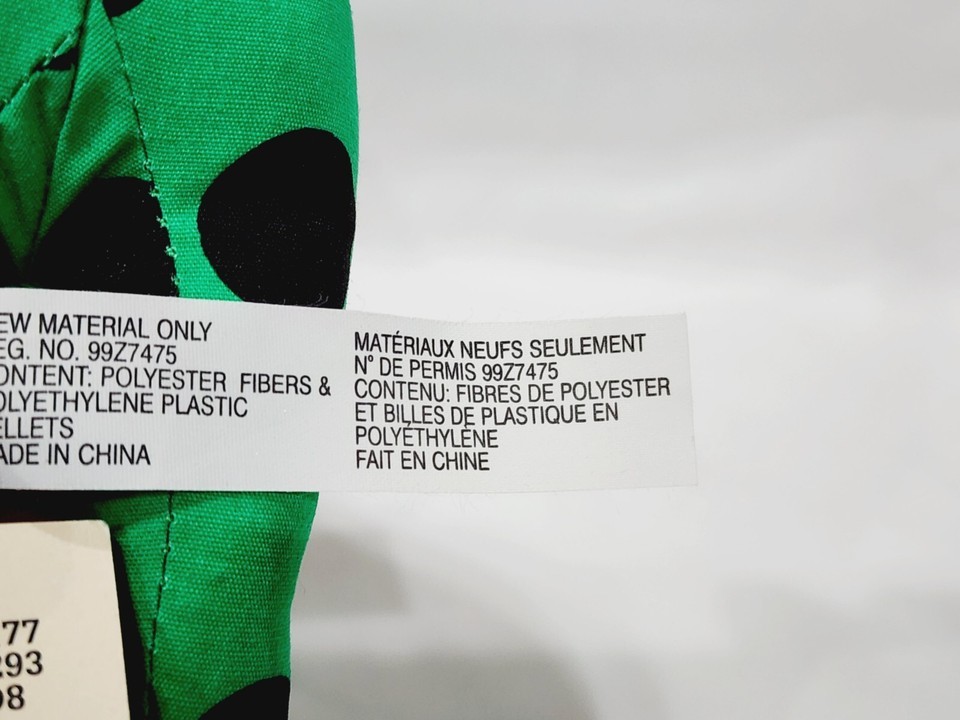 EW MATERIAL ONLY
EG. NO. 99Z7475
ONTENT: POLYESTER FIBERS &
OLYETHYLENE PLASTIC
ELLETS
ADE IN CHINA
MATÉRIAUX NEUFS SEULEMENT
N° DE PERMIS 99Z7475
CONTENU: FIBRES DE POLYESTER
ET BILLES DE PLASTIQUE EN
POLYÉTHYLÈNE
FAIT EN CHINE
77
293
98